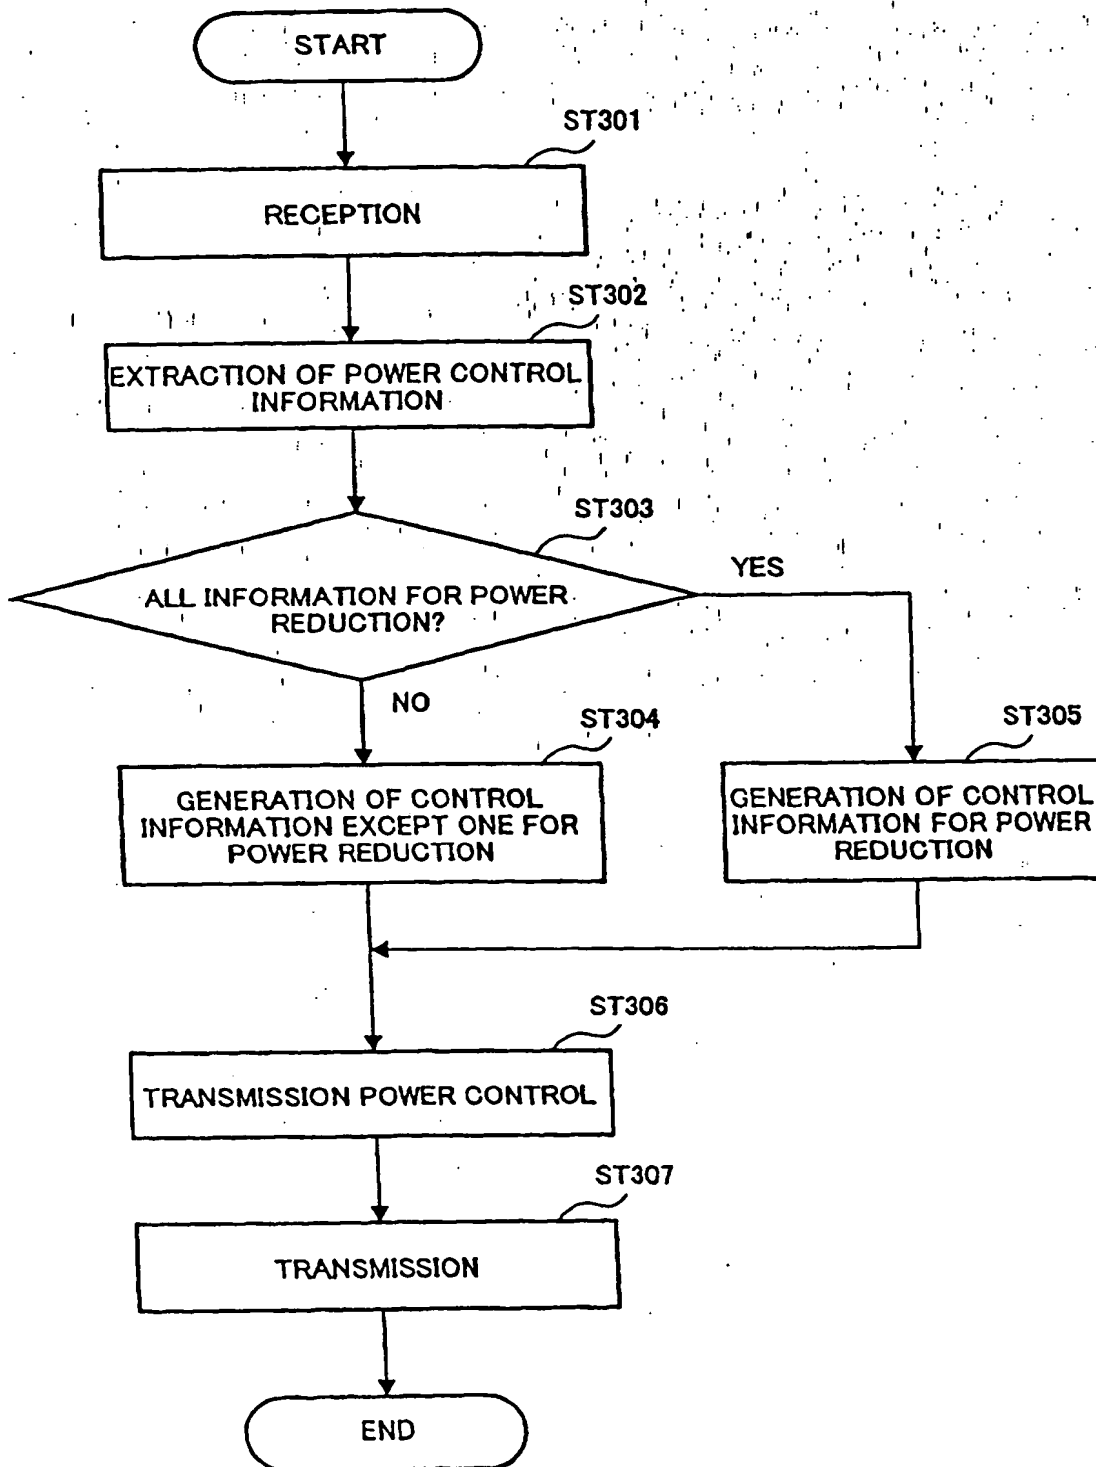 START
ST301
RECEPTION
ST302
EXTRACTION OF POWER CONTROL
INFORMATION
ST303
ALL INFORMATION FOR POWER
REDUCTION?
YES
NO
ST304
GENERATION OF CONTROL
INFORMATION EXCEPT ONE FOR
POWER REDUCTION
ST305
GENERATION OF CONTROL
INFORMATION FOR POWER
REDUCTION
ST306
TRANSMISSION POWER CONTROL
ST307
TRANSMISSION
END